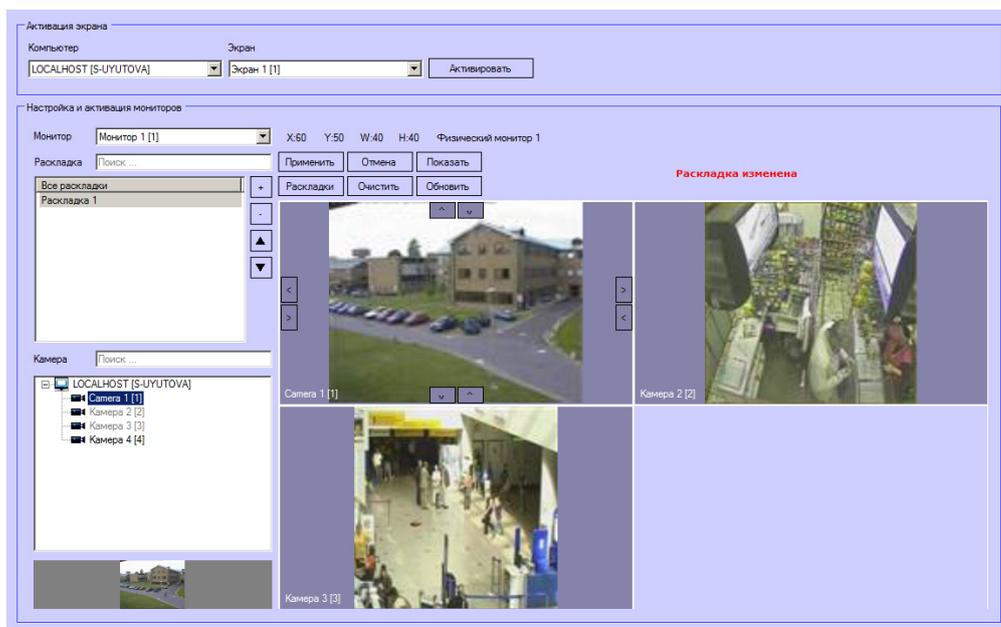 Активация экрана
Компьютер Экран
LOCALHOST [S-UYUTOVA] Экран 1 [1] Активировать
Настройка и активация мониторов
Монитор Монитор 1 [1] X:60 Y:50 W:40 H:40 Физический монитор 1
Раскладка Поиск ... Применить Отмена Показать
Раскладка изменена
Все раскладки + Раскладки Очистить Обновить
Раскладка 1
-
Camera 1 [1] Камера 2 [2]
Камера Поиск ...
LOCALHOST [S-UYUTOVA]
Camera 1 [1]
Камера 2 [2]
Камера 3 [3]
Камера 4 [4]
Камера 3 [3]